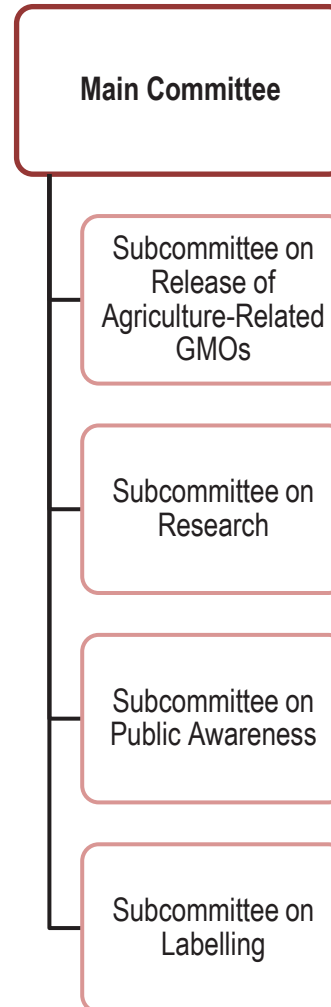 Main Committee
Subcommittee on
Release of
Agriculture-Related
GMOs
Subcommittee on
Research
Subcommittee on
Public Awareness
Subcommittee on
Labelling